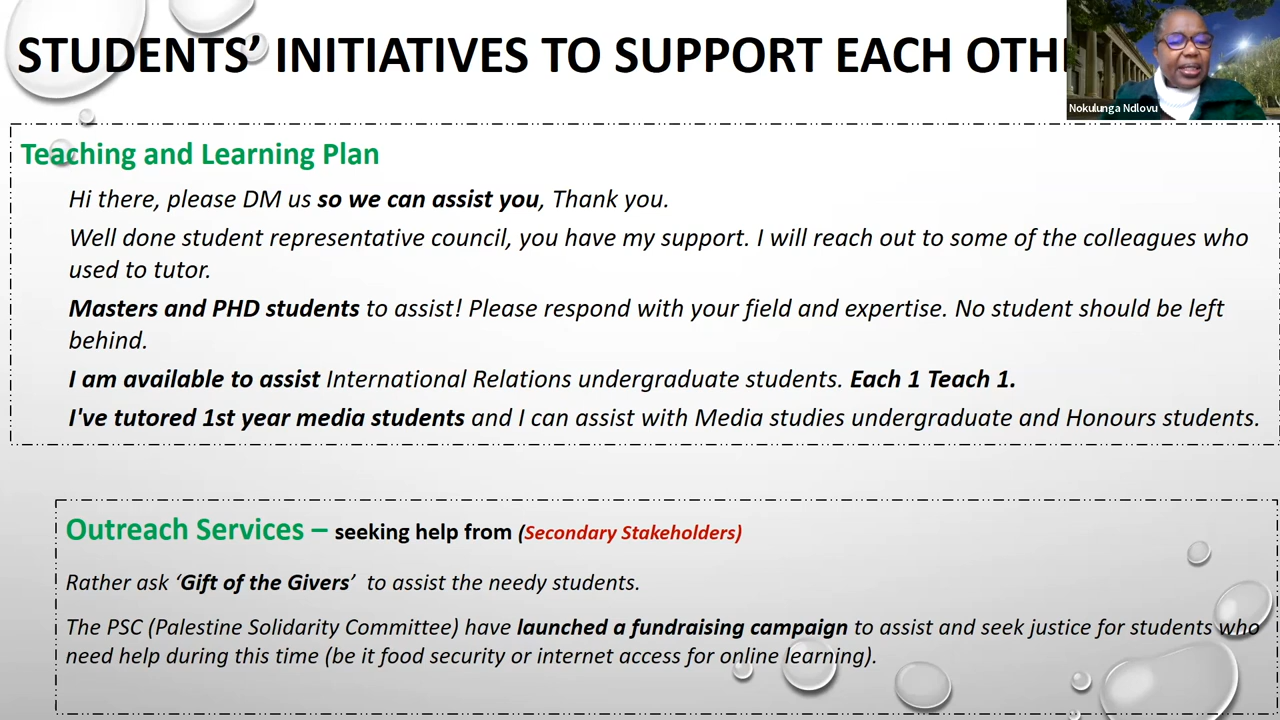 STUDENTS’ INITIATIVES TO SUPPORT EACH OTH
Nokulunga Ndlovu
Teaching and Learning Plan
Hi there, please DM us so we can assist you, Thank you.
Well done student representative council, you have my support. I will reach out to some of the colleagues who
used to tutor.
Masters and PHD students to assist! Please respond with your field and expertise. No student should be left
behind.
I am available to assist International Relations undergraduate students. Each 1 Teach 1.
I've tutored 1st year media students and I can assist with Media studies undergraduate and Honours students.
Outreach Services – seeking help from (Secondary Stakeholders)
Rather ask ‘Gift of the Givers’ to assist the needy students.
The PSC (Palestine Solidarity Committee) have launched a fundraising campaign to assist and seek justice for students who
need help during this time (be it food security or internet access for online learning).